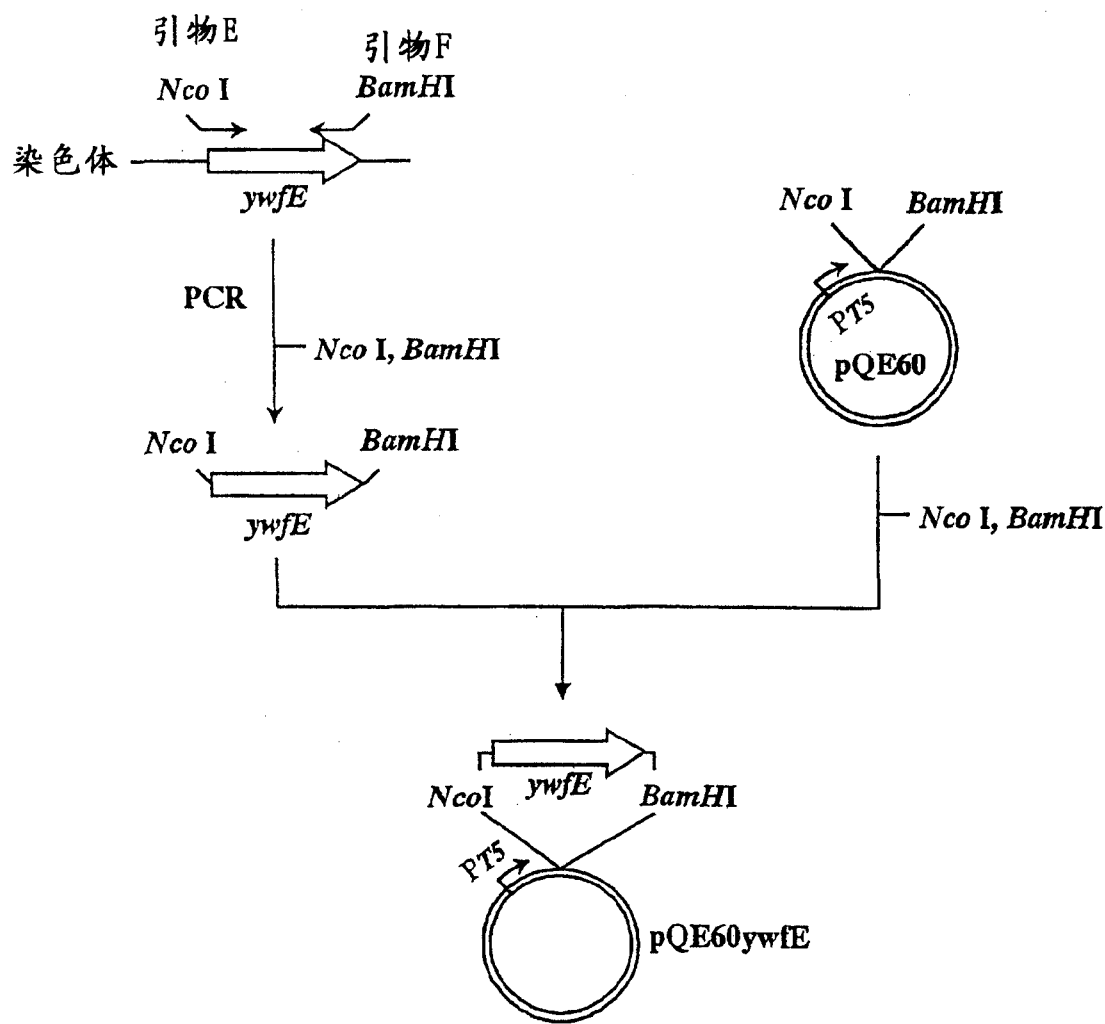 引物E
引物F
Nco I
BamHI
染色体
ywfE
Nco I
BamHI
PCR
PT5
Nco I, BamHI
pQE60
Nco I
BamHI
ywfE
Nco I, BamHI
ywfE
NcoI
BamHI
PT5
pQE60ywfE